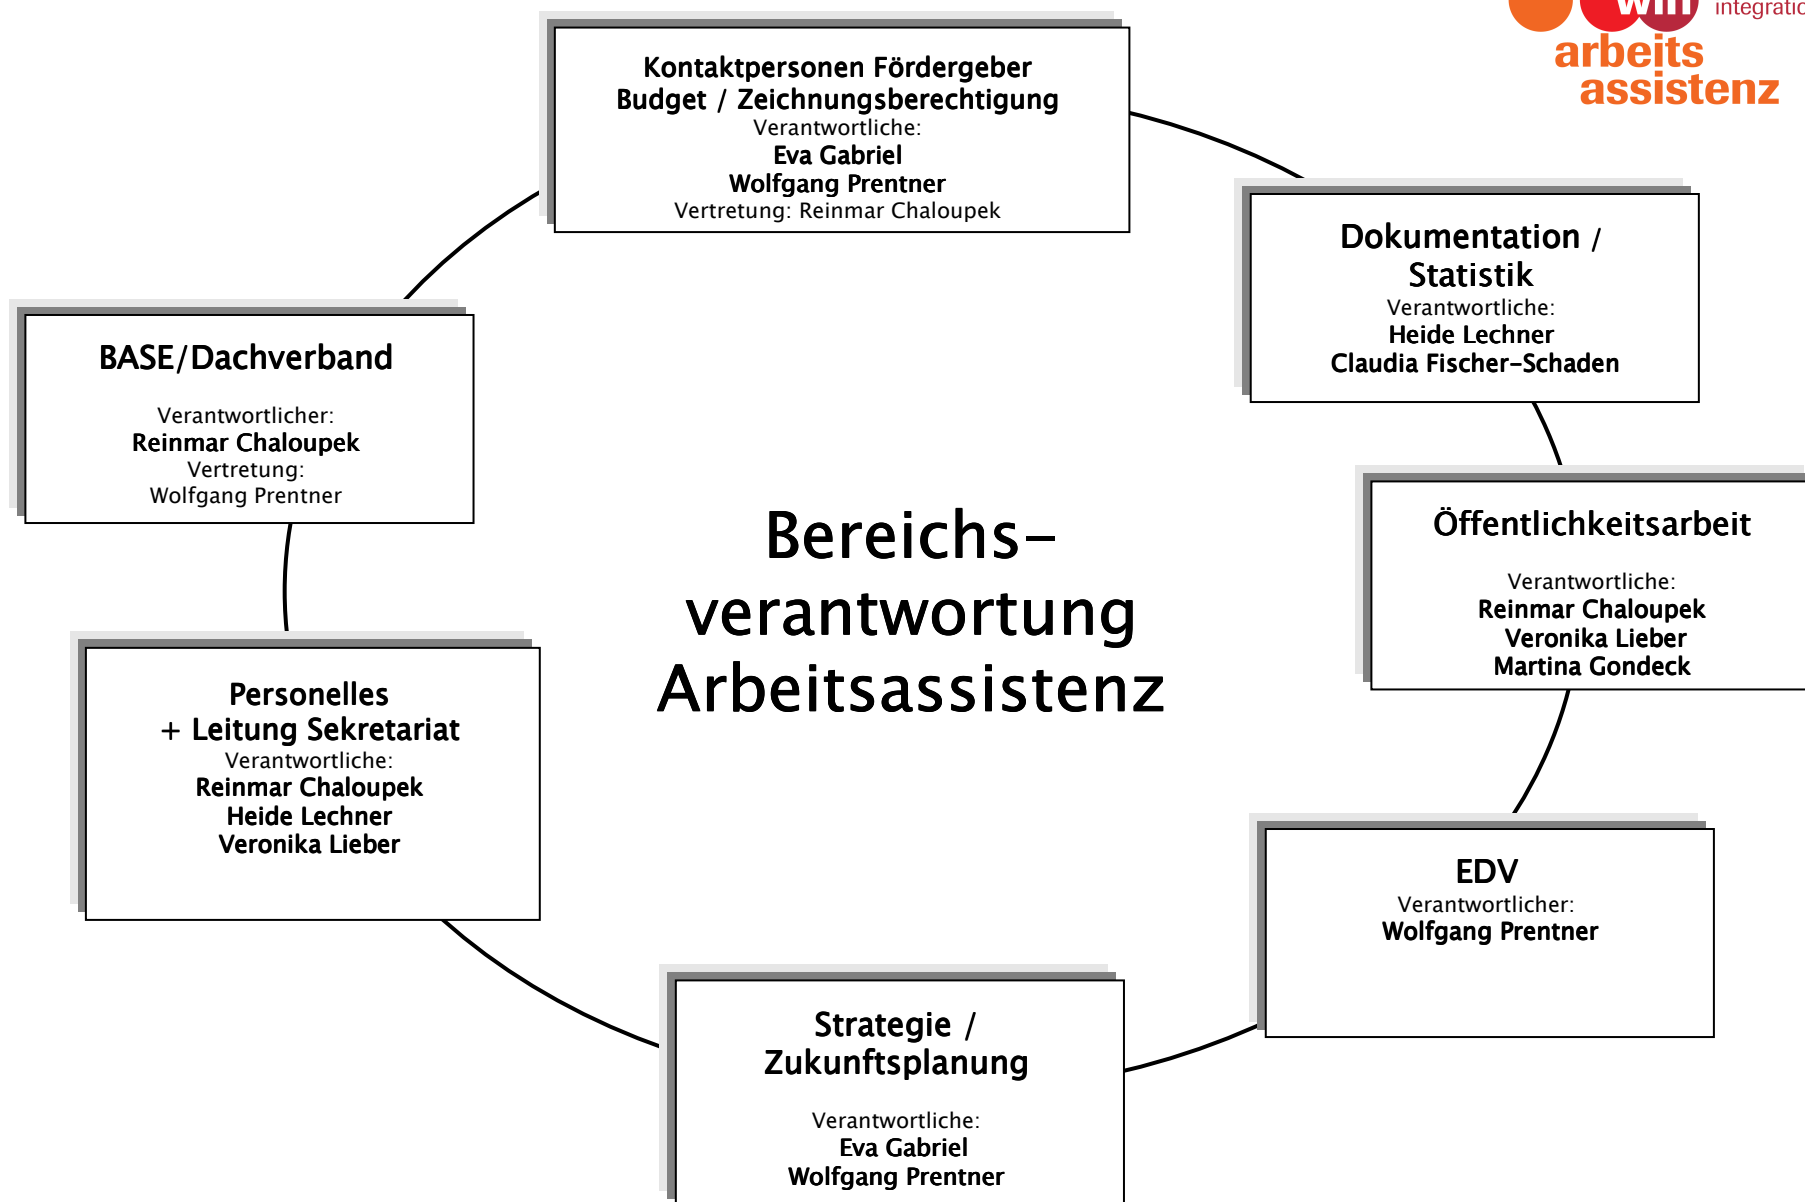 win
integratio
arbeits
assistenz
Kontaktpersonen Fördergeber
Budget / Zeichnungsberechtigung
Verantwortliche:
Eva Gabriel
Wolfgang Prentner
Vertretung: Reinmar Chaloupek
Dokumentation /
Statistik
Verantwortliche:
Heide Lechner
Claudia Fischer-Schaden
BASE/Dachverband
Verantwortlicher:
Reinmar Chaloupek
Vertretung:
Wolfgang Prentner
Bereichs-
verantwortung
Arbeitsassistenz
Öffentlichkeitsarbeit
Verantwortliche:
Reinmar Chaloupek
Veronika Lieber
Martina Gondeck
Personelles
+ Leitung Sekretariat
Verantwortliche:
Reinmar Chaloupek
Heide Lechner
Veronika Lieber
EDV
Verantwortlicher:
Wolfgang Prentner
Strategie /
Zukunftsplanung
Verantwortliche:
Eva Gabriel
Wolfgang Prentner